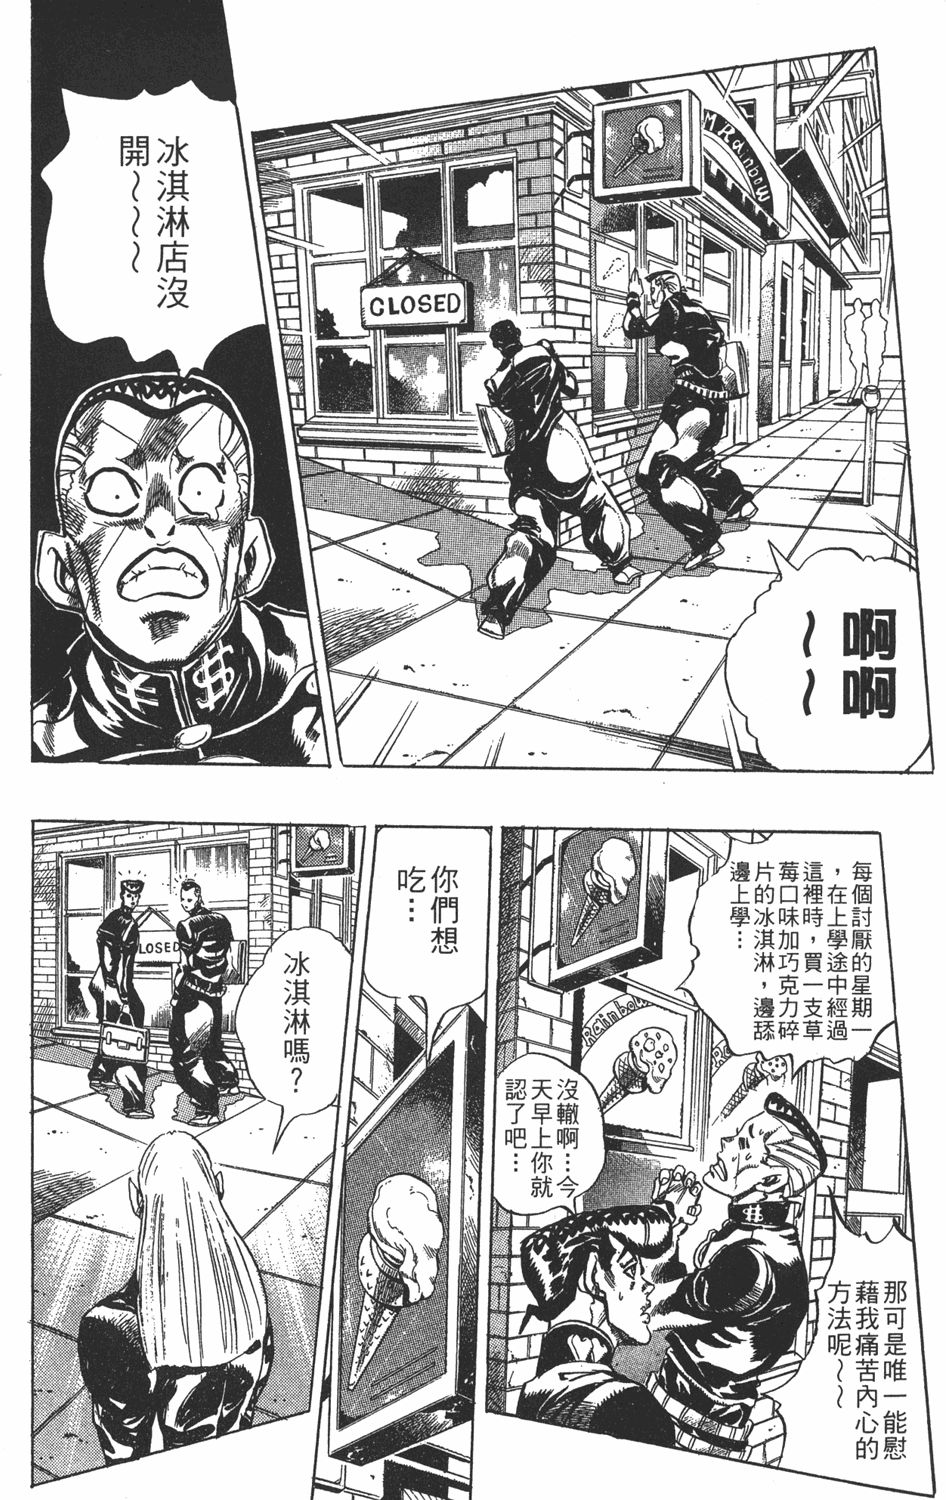 啊啊
～～
MRainbow
CLOSED
冰淇淋店沒
開～～～
每個討厭的星期一
，在上學途中經過
這裡時，買一支草
莓口味加巧克力碎
片的冰淇淋，邊舔
邊上學…
Rainbow
沒轍啊…今
天早上你就
認了吧…
那可是唯一能慰
藉我痛苦內心的
方法呢～～
你們想
吃…
冰淇淋嗎？
LOSED